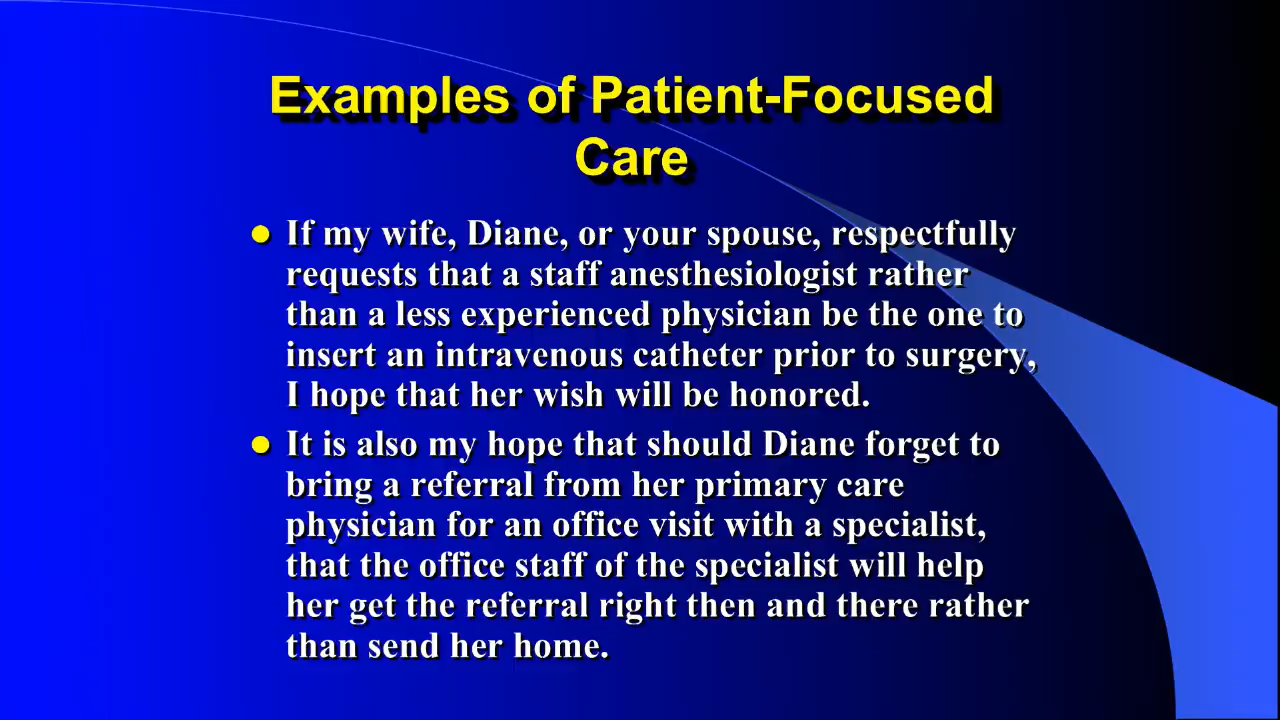 Examples of Patient-Focused
Care
If my wife, Diane, or your spouse, respectfully
requests that a staff anesthesiologist rather
than a less experienced physician be the one to
insert an intravenous catheter prior to surgery,
I hope that her wish will be honored.
It is also my hope that should Diane forget to
bring a referral from her primary care
physician for an office visit with a specialist,
that the office staff of the specialist will help
her get the referral right then and there rather
than send her home.